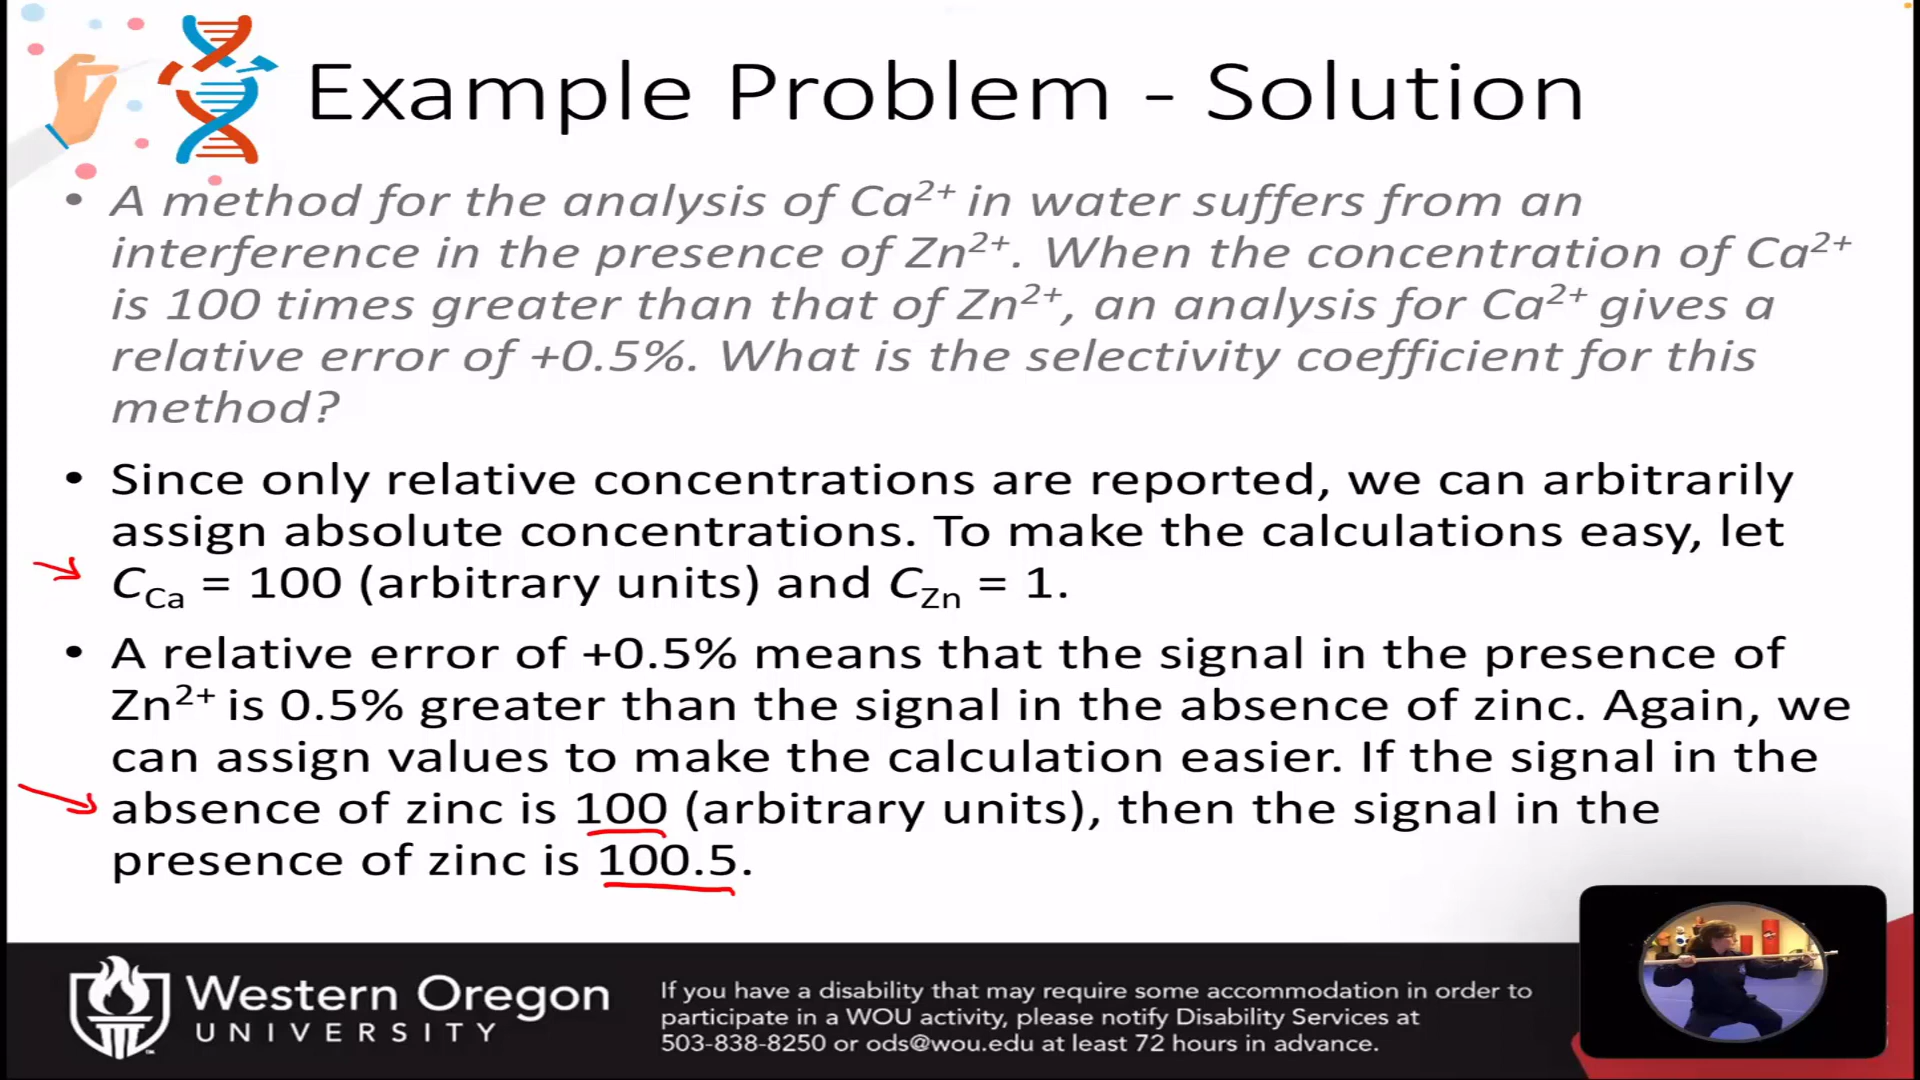 Example Problem - Solution
• A method for the analysis of Ca²⁺ in water suffers from an
interference in the presence of Zn²⁺. When the concentration of Ca²⁺
is 100 times greater than that of Zn²⁺, an analysis for Ca²⁺ gives a
relative error of +0.5%. What is the selectivity coefficient for this
method?
• Since only relative concentrations are reported, we can arbitrarily
assign absolute concentrations. To make the calculations easy, let
C_Ca = 100 (arbitrary units) and C_Zn = 1.
• A relative error of +0.5% means that the signal in the presence of
Zn²⁺ is 0.5% greater than the signal in the absence of zinc. Again, we
can assign values to make the calculation easier. If the signal in the
absence of zinc is 100 (arbitrary units), then the signal in the
presence of zinc is 100.5.
Western Oregon
UNIVERSITY
If you have a disability that may require some accommodation in order to
participate in a WOU activity, please notify Disability Services at
503-838-8250 or ods@wou.edu at least 72 hours in advance.